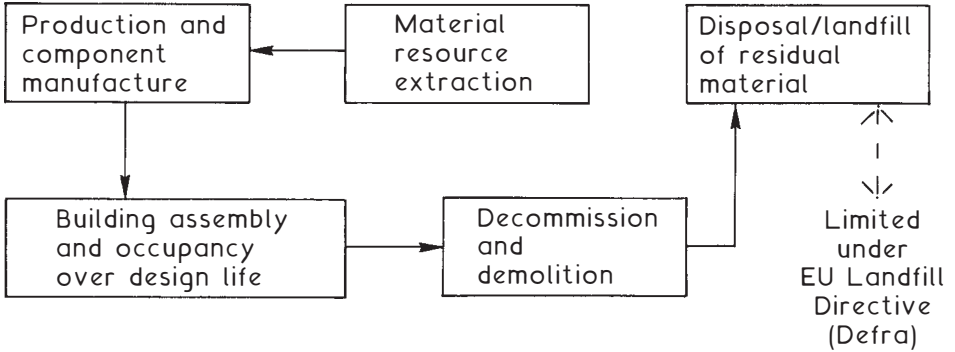 Production and
component
manufacture
Material
resource
extraction
Disposal/landfill
of residual
material
Building assembly
and occupancy
over design life
Decommission
and
demolition
Limited
under
EU Landfill
Directive
(Defra)